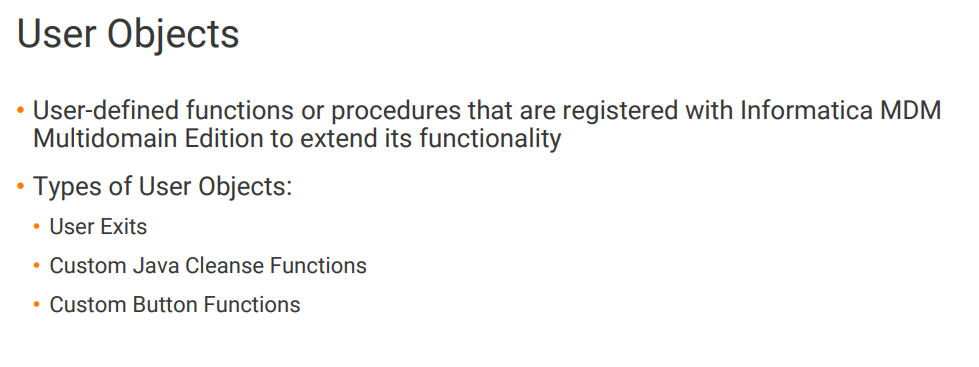 User Objects
• User-defined functions or procedures that are registered with Informatica MDM
Multidomain Edition to extend its functionality
• Types of User Objects:
• User Exits
• Custom Java Cleanse Functions
• Custom Button Functions